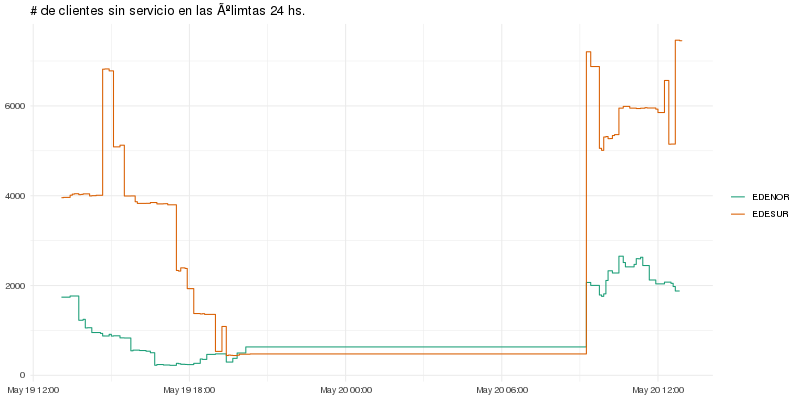 # de clientes sin servicio en las Ãºlimtas 24 hs.
6000
4000
2000
0
May 19 12:00
May 19 18:00
May 20 00:00
May 20 06:00
May 20 12:00
EDENOR
EDESUR